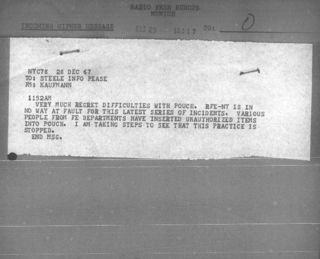 RADIO FREE EUROPE
MUNICH
INCOMING CIPHER MESSAGE
TO:
NYC78 28 DEC 67
TO: STEELE INFO PEASE
FM: KAUFMANN
1152AM
VERY MUCH REGRET DIFFICULTIES WITH POUCH. RFE-NY IS IN
NO WAY AT FAULT FOR THIS LATEST SERIES OF INCIDENTS. VARIOUS
PEOPLE FROM FE DEPARTMENTS HAVE INSERTED UNAUTHORIZED ITEMS
INTO POUCH. I AM TAKING STEPS TO SEE THAT THIS PRACTICE IS
STOPPED.
END MSG.